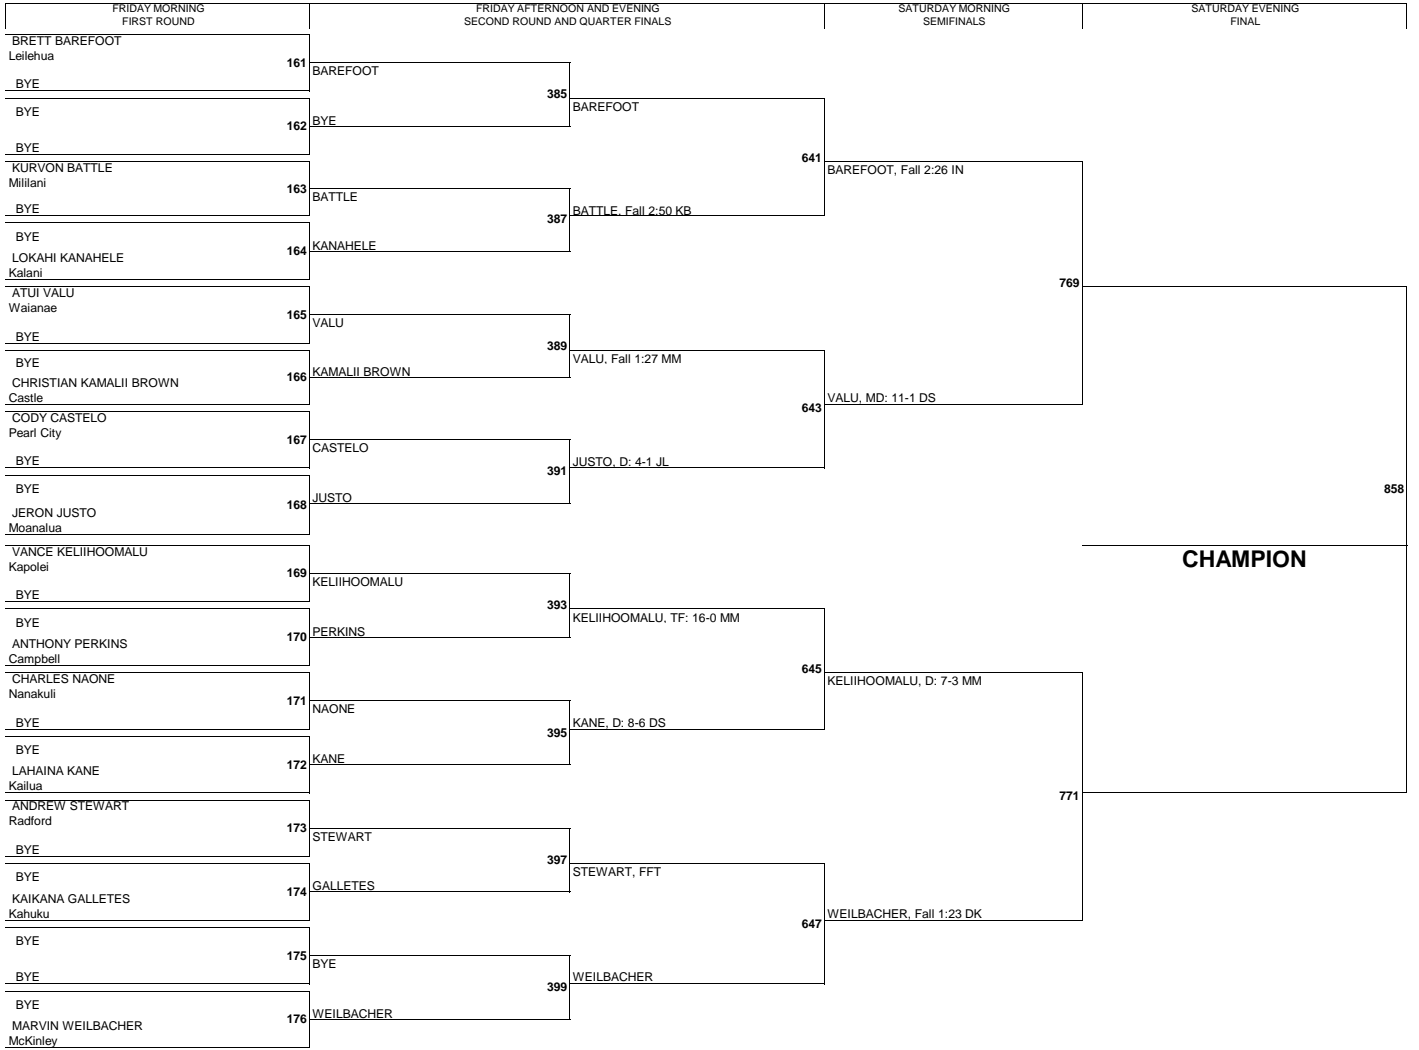 FRIDAY MORNING
FIRST ROUND
FRIDAY AFTERNOON AND EVENING
SECOND ROUND AND QUARTER FINALS
SATURDAY MORNING
SEMIFINALS
SATURDAY EVENING
FINAL
BRETT BAREFOOT
Leilehua
161
BYE
BYE
162
BYE
KURVON BATTLE
Mililani
163
BYE
BYE
164
LOKAHI KANAHELE
Kalani
ATUI VALU
Waianae
165
BYE
BYE
166
CHRISTIAN KAMALII BROWN
Castle
CODY CASTELO
Pearl City
167
BYE
BYE
168
JERON JUSTO
Moanalua
VANCE KELIIHOOMALU
Kapolei
169
BYE
BYE
170
ANTHONY PERKINS
Campbell
CHARLES NAONE
Nanakuli
171
BYE
BYE
172
LAHAINA KANE
Kailua
ANDREW STEWART
Radford
173
BYE
BYE
174
KAIKANA GALLETES
Kahuku
BYE
175
BYE
BYE
176
MARVIN WEILBACHER
McKinley
BAREFOOT
385
BYE
BATTLE
387
KANAHELE
VALU
389
KAMALII BROWN
CASTELO
391
JUSTO
KELIIHOOMALU
393
PERKINS
NAONE
395
KANE
STEWART
397
GALLETES
BYE
399
WEILBACHER
BAREFOOT
641
BATTLE, Fall 2:50 KB
VALU, Fall 1:27 MM
643
JUSTO, D: 4-1 JL
KELIIHOOMALU, TF: 16-0 MM
645
KANE, D: 8-6 DS
STEWART, FFT
647
WEILBACHER
BAREFOOT, Fall 2:26 IN
769
VALU, MD: 11-1 DS
KELIIHOOMALU, D: 7-3 MM
771
WEILBACHER, Fall 1:23 DK
858
CHAMPION